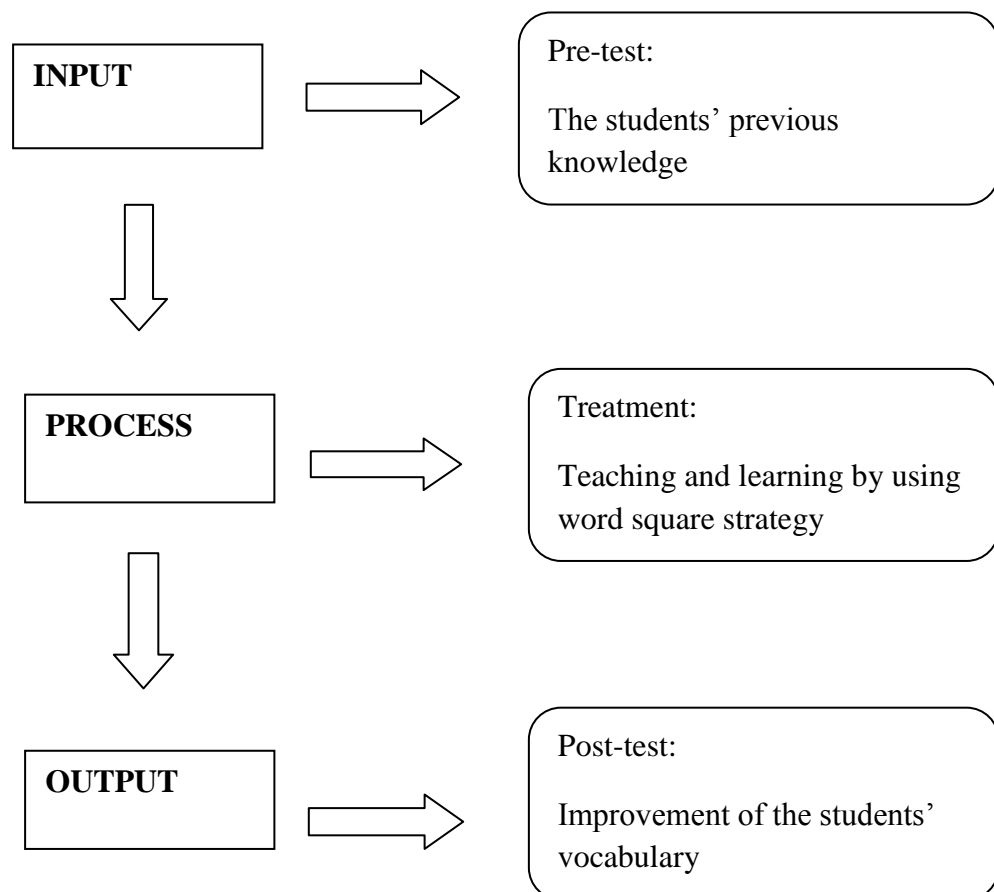 INPUT
Pre-test:
The students’ previous
knowledge
PROCESS
Treatment:
Teaching and learning by using
word square strategy
OUTPUT
Post-test:
Improvement of the students’
vocabulary